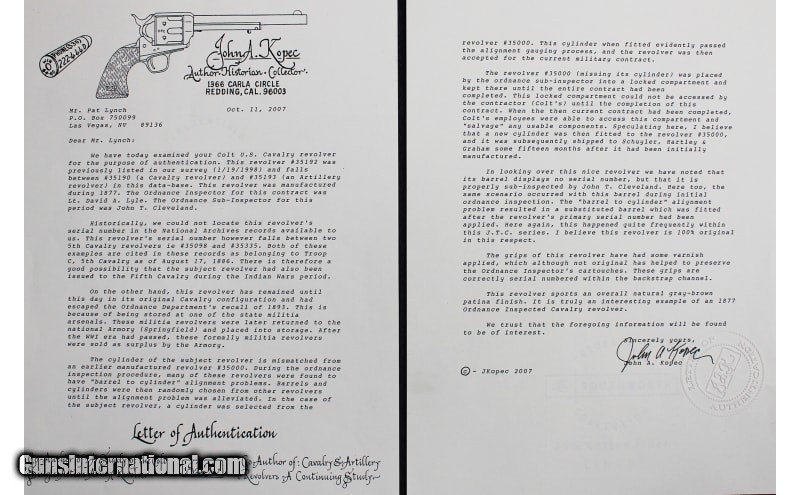 PHONE (530)
222-4440
John A. Kopec
Author·Historian·Collector·
1366 CARLA CIRCLE
REDDING, CAL. 96003
Mr. Pat Lynch
Oct. 11, 2007
P.O. Box 750099
Las Vegas, NV 89136
Dear Mr. Lynch:
We have today examined your Colt U.S. Cavalry revolver
for the purpose of authentication. This revolver #35192 was
previously listed in our survey (1/19/1998) and falls
between #35190 (a Cavalry revolver) and #35193 (an Artillery
revolver) in this data-base. This revolver was manufactured
during 1877. The Ordnance Inspector for this contract was
Lt. David A. Lyle. The Ordnance Sub-Inspector for this
period was John T. Cleveland.
Historically, we could not locate this revolver's
serial number in the National Archives records available to
us. This revolver's serial number however falls between two
5th Cavalry revolvers is #35098 and #35335. Both of these
examples are cited in these records as belonging to Troop
C, 5th Cavalry as of August 17, 1886. There is therefore a
good possibility that the subject revolver had also been
issued to the Fifth Cavalry during the Indian Wars period.
On the other hand, this revolver has remained until
this day in its original Cavalry configuration and had
escaped the Ordnance Department's recall of 1893. This is
because of being stored at one of the state militia
arsenals. These militia revolvers were later returned to the
national Armory (Springfield) and placed into storage. After
the WWI era had passed, these formally militia revolvers
were sold as surplus by the Armory.
The cylinder of the subject revolver is mismatched from
an earlier manufactured revolver #35000. During the ordnance
inspection procedure, many of these revolvers were found to
have "barrel to cylinder" alignment problems. Barrels and
cylinders were then randomly chosen from other revolvers
until the alignment problem was alleviated. In the case of
the subject revolver, a cylinder was selected from the
Letter of Authentication
Author of: Cavalry & Artillery
Revolvers A Continuing Study
GunsInternational.com
revolver #35000. This cylinder when fitted evidently passed
the alignment gauging process, and the revolver was then
accepted for the current military contract.
The revolver #35000 (missing its cylinder) was placed
by the ordnance sub-inspector into a locked compartment and
kept there until the entire contract had been
completed. This locked compartment could not be accessed by
the contractor (Colt's) until the completion of this
contract. When the then current contract had been completed,
Colt's employees were able to access this compartment and
"salvage" any usable components. Speculating here, I believe
that a new cylinder was then fitted to the revolver #35000,
and it was subsequently shipped to Schuyler, Hartley &
Graham some fifteen months after it had been initially
manufactured.
In looking over this nice revolver we have noted that
its barrel displays no serial number, but that it is
properly sub-inspected by John T. Cleveland. Here too, the
same scenario occurred with this barrel during initial
ordnance inspection. The "barrel to cylinder" alignment
problem resulted in a substituted barrel which was fitted
after the revolver's primary serial number had been
applied. Here again, this happened quite frequently within
this J.T.C. series. I believe this revolver is 100% original
in this respect.
The grips of this revolver have had some varnish
applied, which although not original has helped to preserve
the Ordnance Inspector's cartouches. These grips are
correctly serial numbered within the backstrap channel.
This revolver sports an overall natural gray-brown
patina finish. It is truly an interesting example of an 1877
Ordnance Inspected Cavalry revolver.
We trust that the foregoing information will be found
to be of interest.
Sincerely yours,
John A Kopec
John A. Kopec
© - JKopec 2007